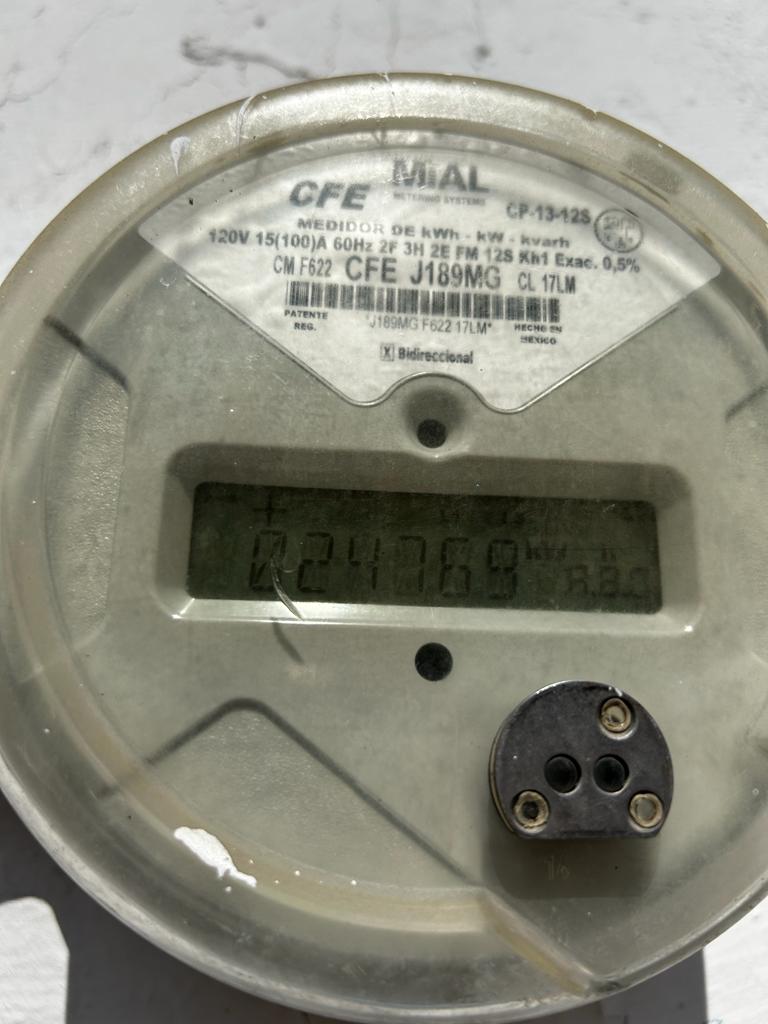 CFE
MiAL
METERING SYSTEMS
CP-13-12S
MEDIDOR DE kWh - kW - kvarh
120V 15(100)A 60Hz 2F 3H 2E FM 12S Kh1 Exac. 0,5%
CM F622 CFE J189MG CL 17LM
PATENTE
REG.
*J189MG F622 17LM*
HECHO EN
MEXICO
X Bidireccional
024769